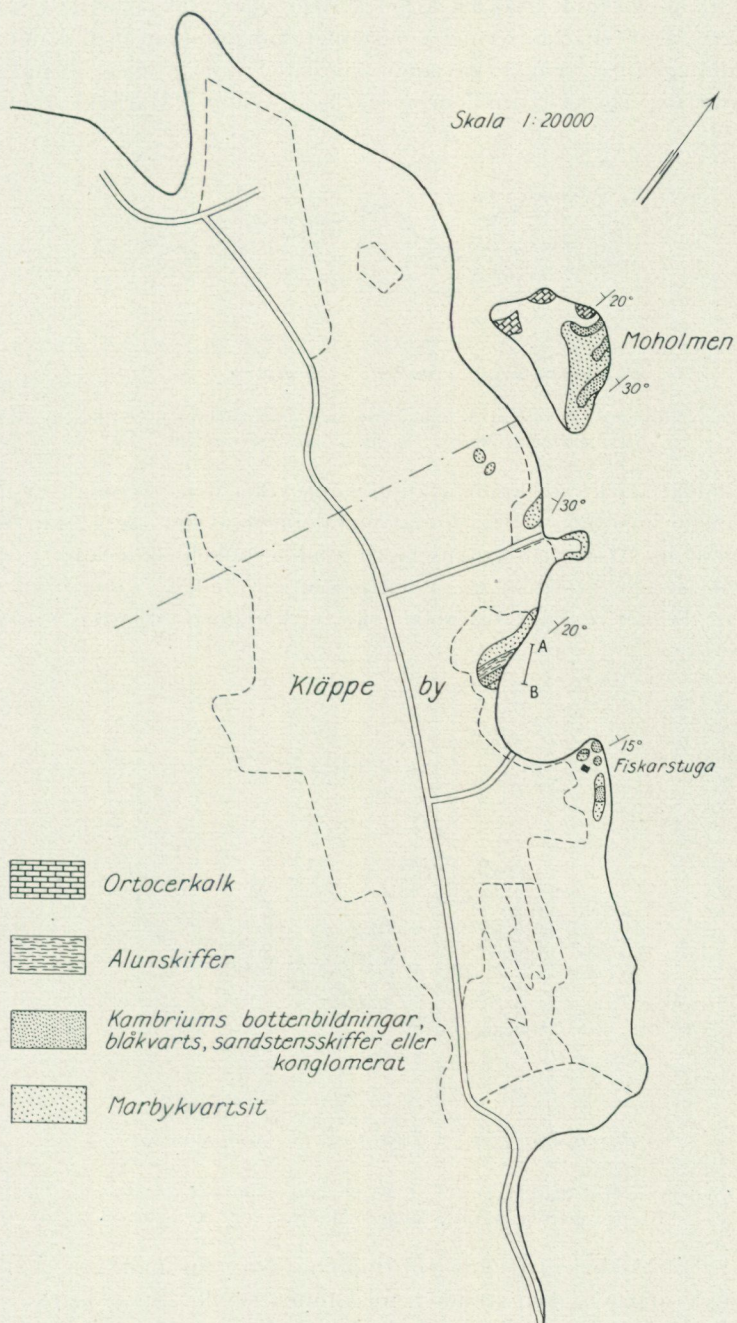 Skala 1:20000
20°
Moholmen
30°
30°
20°
A
B
Kläppe by
15°
Fiskarstuga
Ortocerkalk
Alunskiffer
Kambriums bottenbildningar,
blåkvarts, sandstensskiffer eller
konglomerat
Marbykvartsit